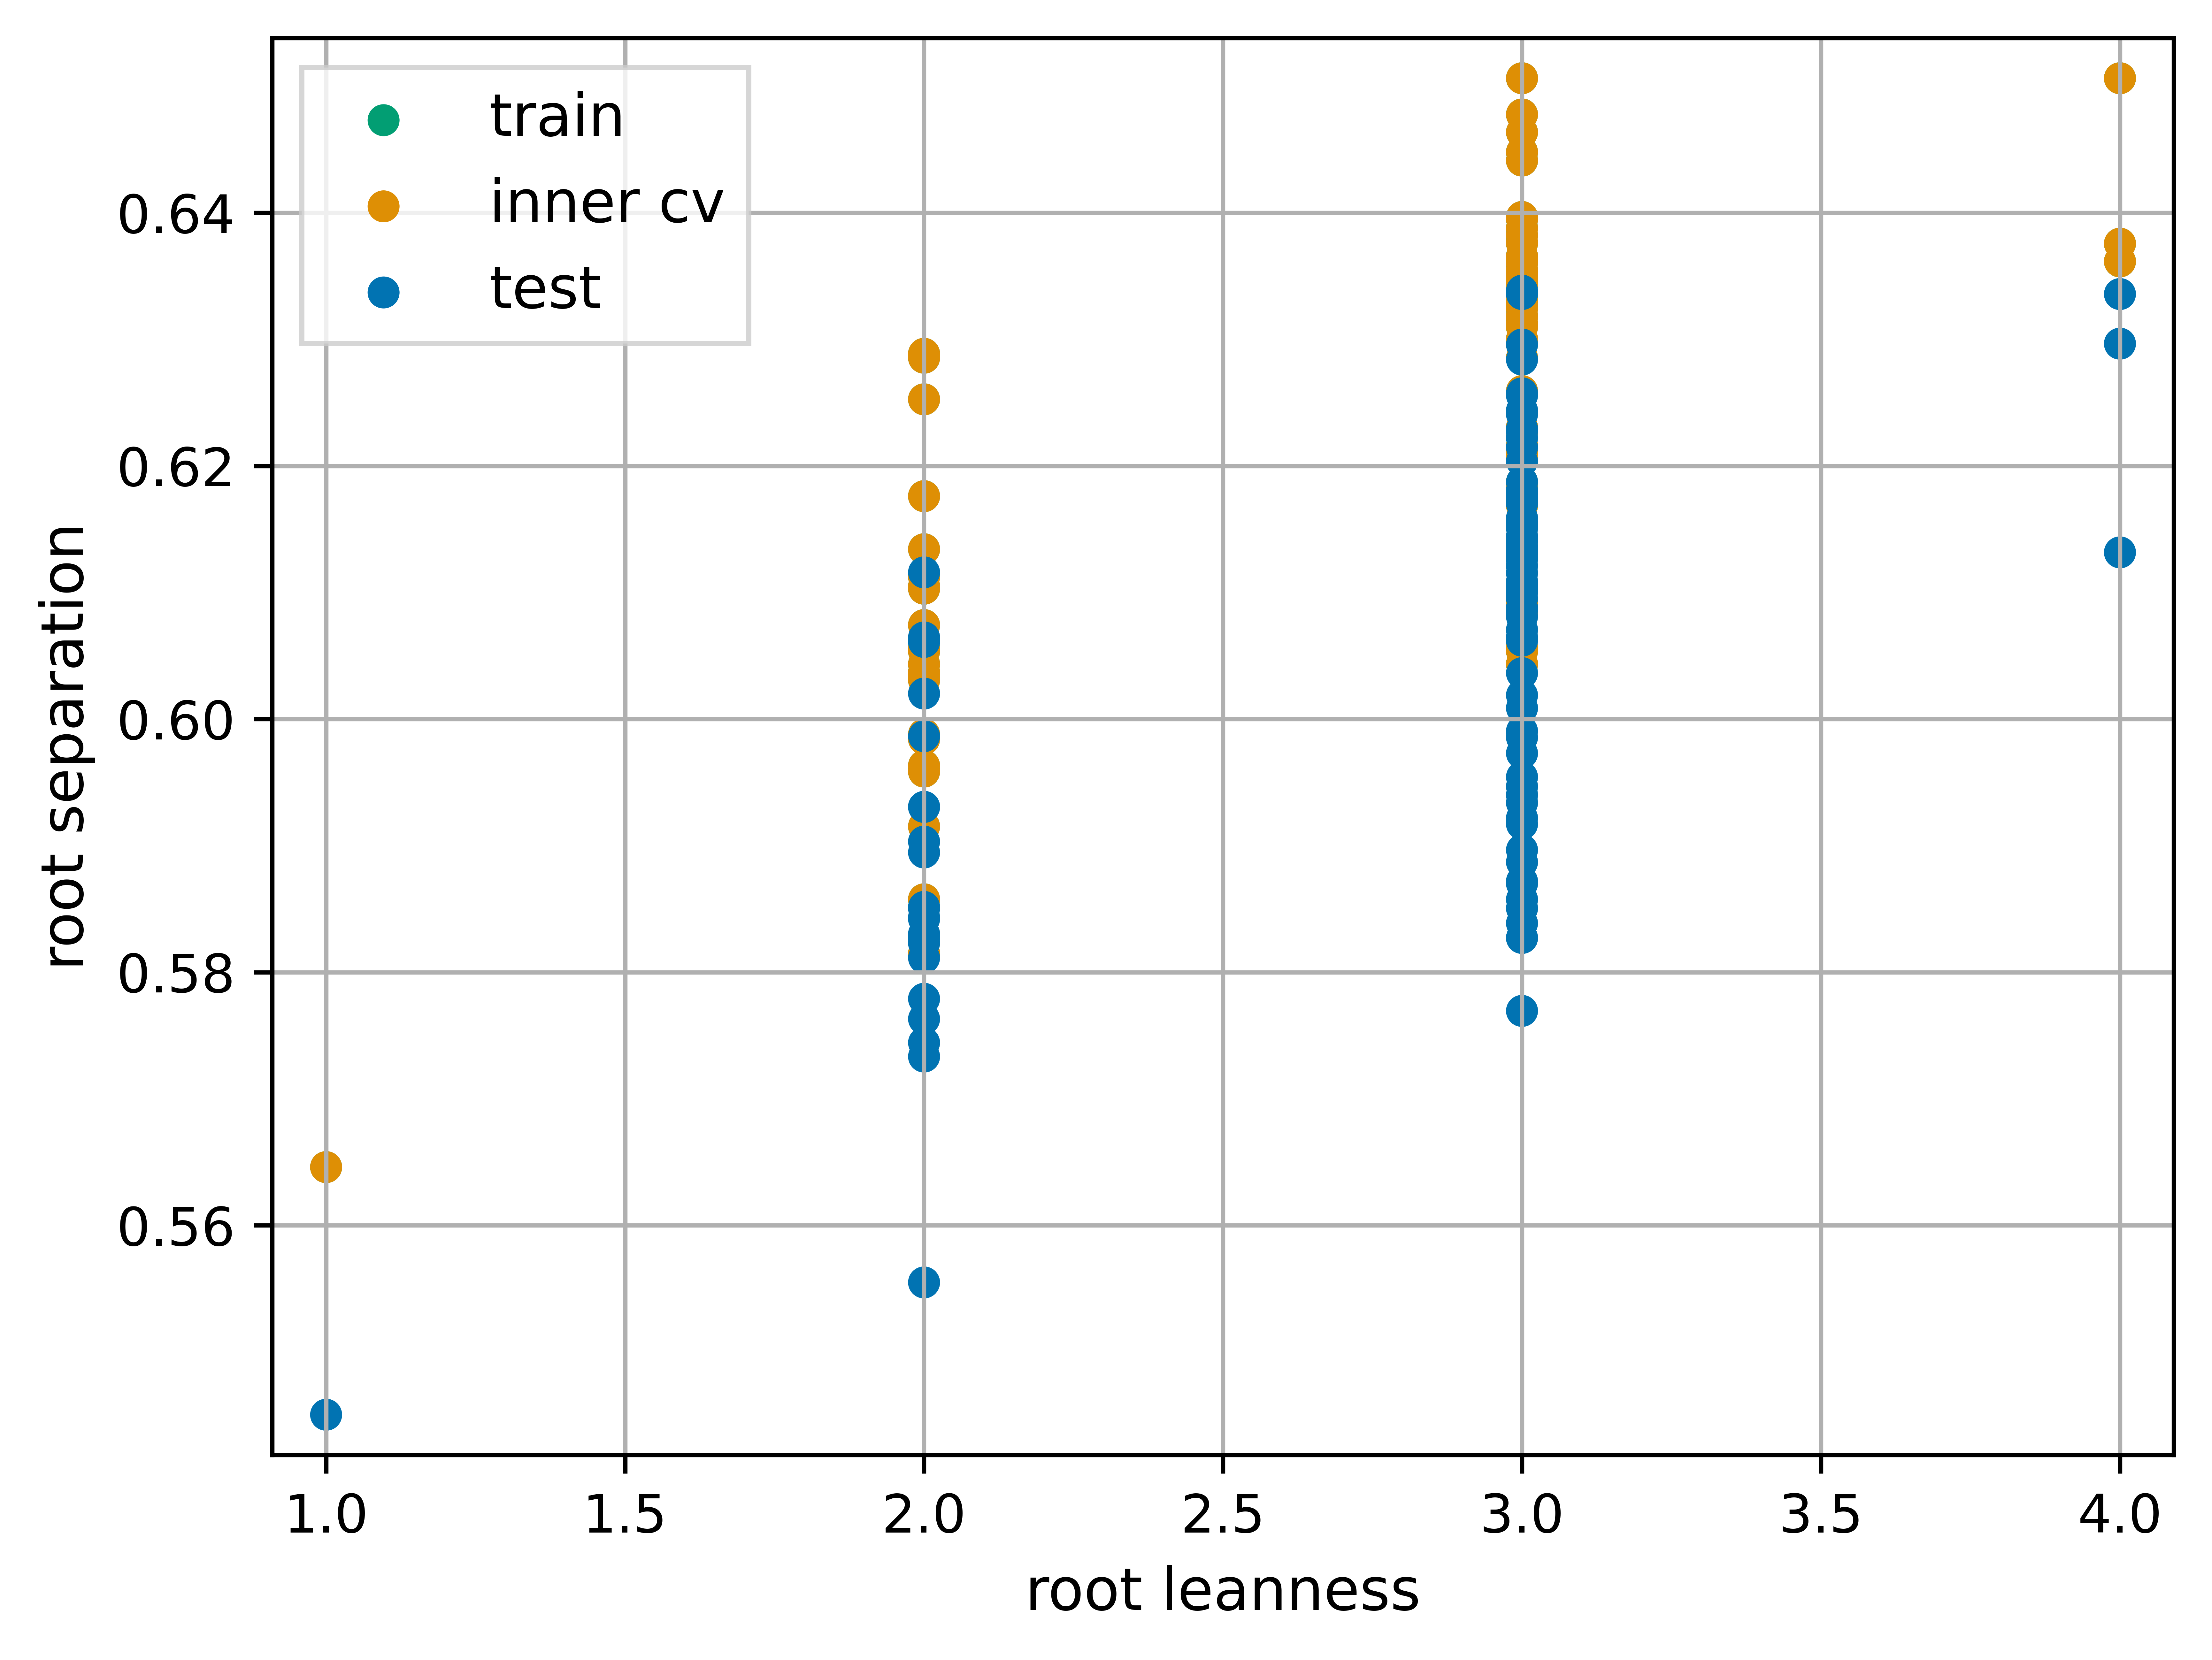 train
inner cv
test
0.64
0.62
0.60
0.58
0.56
root separation
1.0 1.5 2.0 2.5 3.0 3.5 4.0
root leanness